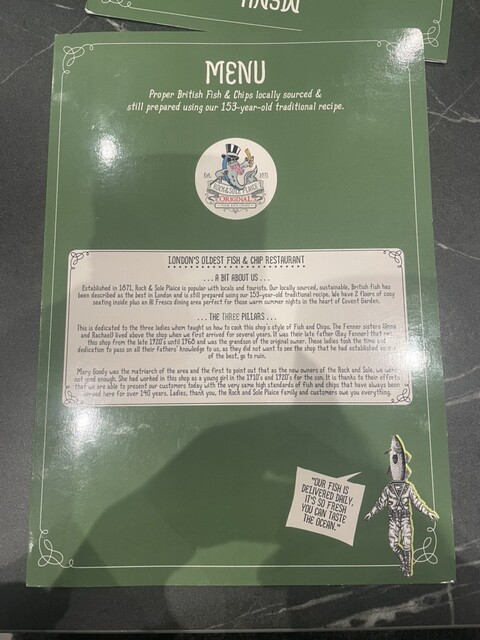 MENU
MENU
Proper British Fish & Chips locally sourced &
still prepared using our 153-year-old traditional recipe.
EST. 1871
ROCK & SOLE PLAICE
ORIGINAL
LONDON'S OLDEST FISH & CHIP RESTAURANT
... A BIT ABOUT US ...
Established in 1871, Rock & Sole Plaice is popular with locals and tourists. Our locally sourced, sustainable, British fish has
been described as the best in London and is still prepared using our 153-year-old traditional recipe. We have 2 floors of cosy
seating inside plus an Al Fresco dining area perfect for those warm summer nights in the heart of Covent Garden.
... THE THREE PILLARS ...
This is dedicated to the three ladies whom taught us how to cook this shop's style of Fish and Chips. The Fenner sisters (Anna
and Rachael) lived above the shop when we first arrived for several years. It was their late father (Ray Fenner) that ran
this shop from the late 1920's until 1960 and was the grandson of the original owner. These ladies took the time and
dedication to pass on all their fathers' knowledge to us, as they did not want to see the shop that he had established
of the best, go to ruin.
Mary Goody was the matriarch of the area and the first to point out that as the new owners of the Rock and Sole, we were
not good enough. She had worked in this shop as a young girl in the 1910's and 1920's for the son. It is thanks to their efforts
that we are able to present our customers today with the very same high standards of fish and chips that have always been
served here for over 140 years. Ladies, thank you, the Rock and Sole Plaice family and customers owe you everything.
"OUR FISH IS
DELIVERED DAILY,
IT'S SO FRESH
YOU CAN TASTE
THE OCEAN."